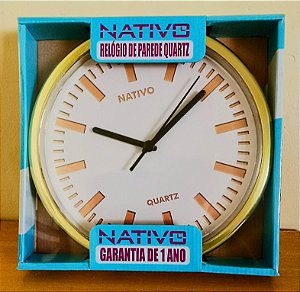 NATIVO
RELÓGIO DE PAREDE QUARTZ
NATIVO
QUARTZ
NATIVO
GARANTIA DE 1 ANO